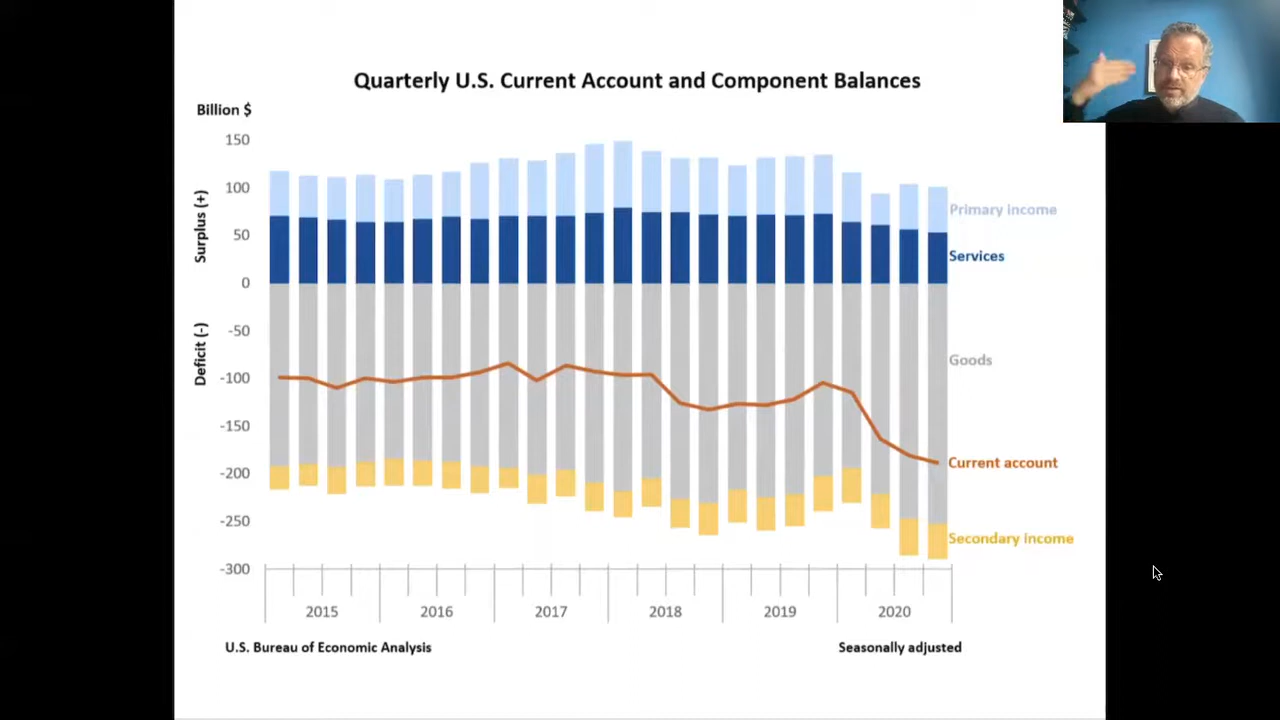 Quarterly U.S. Current Account and Component Balances
Billion $
150
100
50
0
-50
-100
-150
-200
-250
-300
Surplus (+)
Deficit (-)
Primary income
Services
Goods
Current account
Secondary income
2015 2016 2017 2018 2019 2020
U.S. Bureau of Economic Analysis
Seasonally adjusted